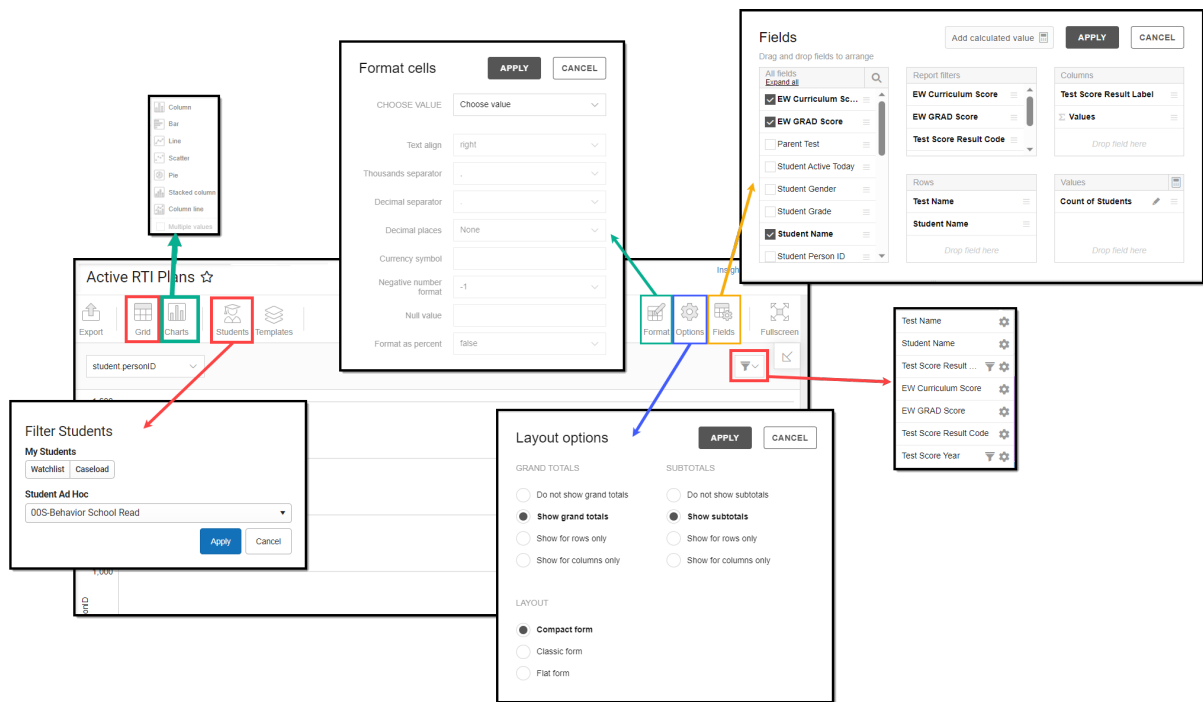 Column
Bar
Line
Scatter
Pie
Stacked column
Column line
Multiple values
Format cells
APPLY
CANCEL
CHOOSE VALUE
Choose value
Text align
right
Thousands separator
,
Decimal separator
.
Decimal places
None
Currency symbol
Negative number
format
-1
Null value
Format as percent
false
Fields
Add calculated value
APPLY
CANCEL
Drag and drop fields to arrange
All fields
Expand all
EW Curriculum Sc...
EW GRAD Score
Parent Test
Student Active Today
Student Gender
Student Grade
Student Name
Student Person ID
Report filters
EW Curriculum Score
EW GRAD Score
Test Score Result Code
Columns
Test Score Result Label
Σ Values
Drop field here
Rows
Test Name
Student Name
Drop field here
Values
Count of Students
Drop field here
Active RTI Plans
Insigh
Export
Grid
Charts
Students
Templates
Format
Options
Fields
Fullscreen
student.personID
1,000
Filter Students
My Students
Watchlist
Caseload
Student Ad Hoc
00S-Behavior School Read
Apply
Cancel
Layout options
APPLY
CANCEL
GRAND TOTALS
Do not show grand totals
Show grand totals
Show for rows only
Show for columns only
SUBTOTALS
Do not show subtotals
Show subtotals
Show for rows only
Show for columns only
LAYOUT
Compact form
Classic form
Flat form
Test Name
Student Name
Test Score Result ...
EW Curriculum Score
EW GRAD Score
Test Score Result Code
Test Score Year